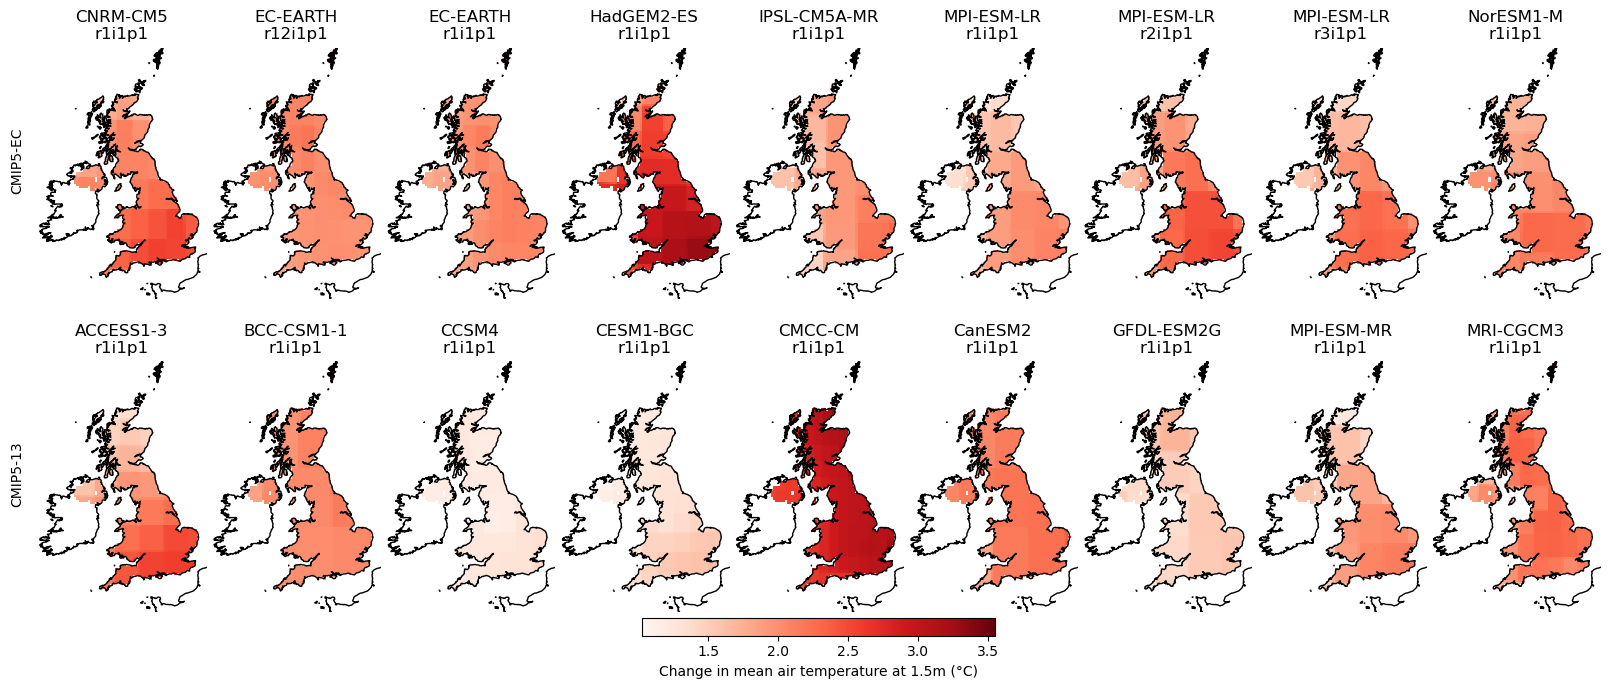 CNRM-CM5 EC-EARTH EC-EARTH HadGEM2-ES IPSL-CM5A-MR MPI-ESM-LR MPI-ESM-LR MPI-ESM-LR NorESM1-M
r1i1p1 r12i1p1 r1i1p1 r1i1p1 r1i1p1 r1i1p1 r2i1p1 r3i1p1 r1i1p1
CMIP5-EC
ACCESS1-3 BCC-CSM1-1 CCSM4 CESM1-BGC CMCC-CM CanESM2 GFDL-ESM2G MPI-ESM-MR MRI-CGCM3
r1i1p1 r1i1p1 r1i1p1 r1i1p1 r1i1p1 r1i1p1 r1i1p1 r1i1p1 r1i1p1
CMIP5-13
1.5 2.0 2.5 3.0 3.5
Change in mean air temperature at 1.5m (°C)